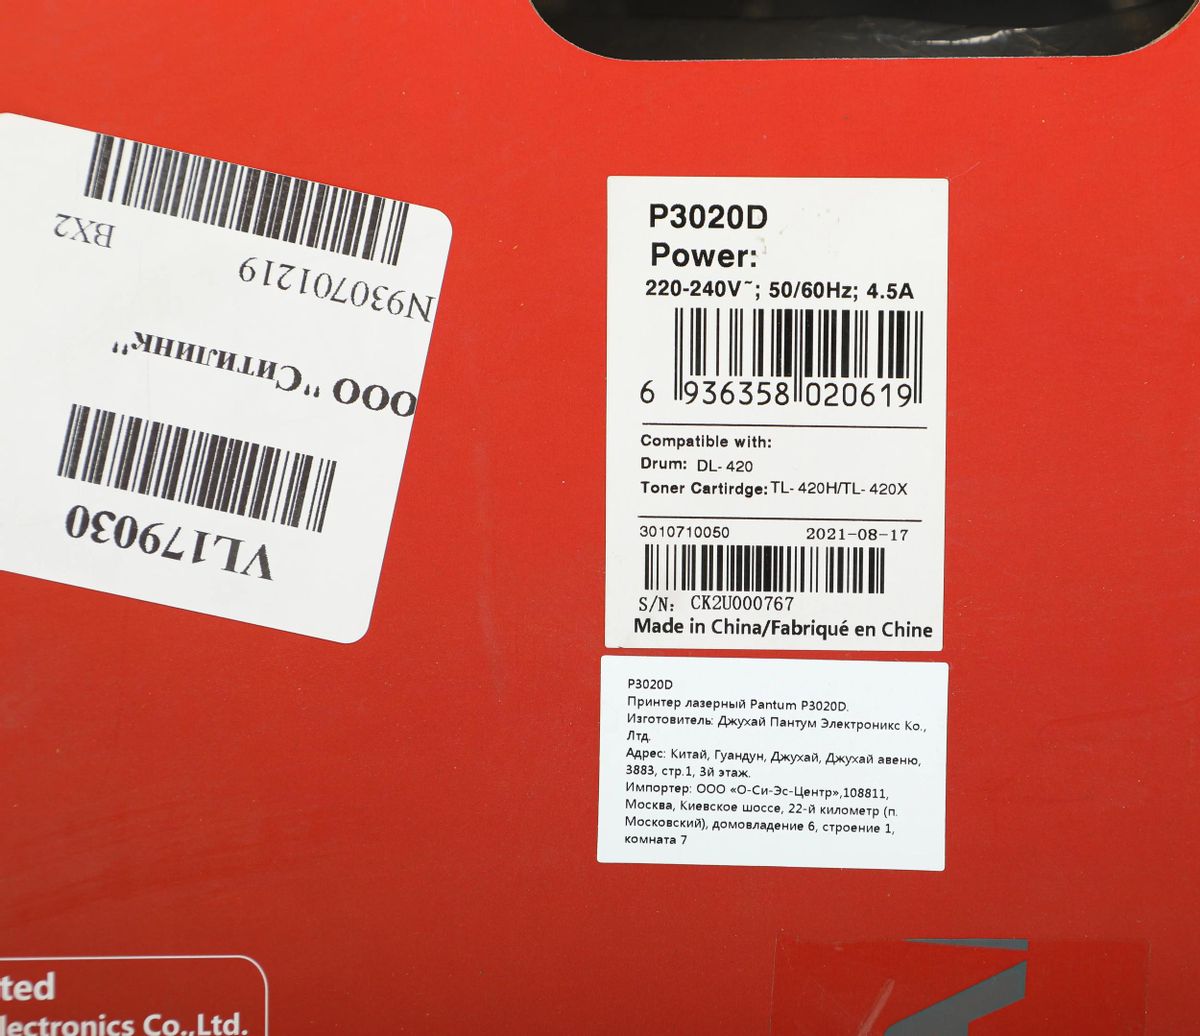 P3020D
Power:
220-240V~; 50/60Hz; 4.5A
6 936358 020619
Compatible with:
Drum: DL- 420
Toner Cartirdge: TL- 420H/TL- 420X
3010710050 2021-08-17
S/N: CK2U000767
Made in China/Fabriqué en Chine
P3020D
Принтер лазерный Pantum P3020D.
Изготовитель: Джухай Пантум Электроникс Ко.,
Лтд.
Адрес: Китай, Гуандун, Джухай, Джухай авеню,
3883, стр.1, 3й этаж.
Импортер: ООО «О-Си-Эс-Центр»,108811,
Москва, Киевское шоссе, 22-й километр (п.
Московский), домовладение 6, строение 1,
комната 7
VL179030
ООО "Ситилинк"
N930701219
BX2
ted
lectronics Co.,Ltd.